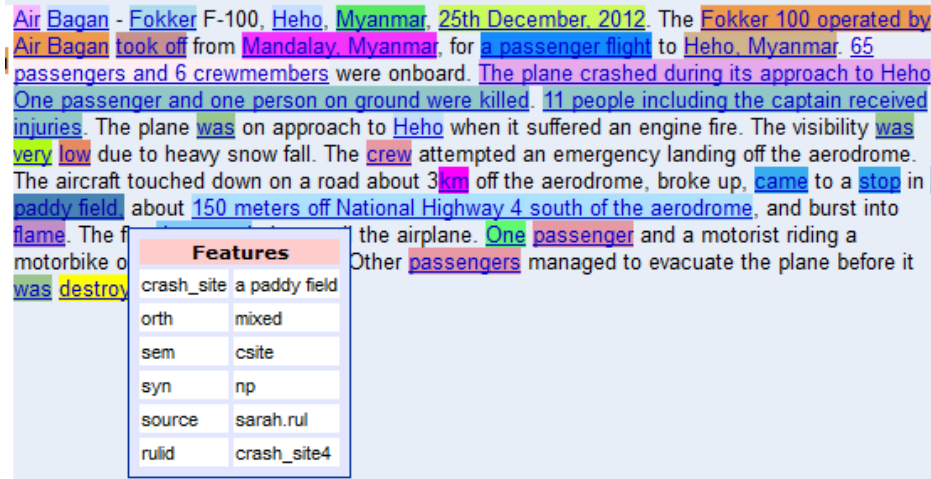 Air Bagan - Fokker F-100, Heho, Myanmar, 25th December, 2012. The Fokker 100 operated by
Air Bagan took off from Mandalay, Myanmar, for a passenger flight to Heho, Myanmar. 65
passengers and 6 crewmembers were onboard. The plane crashed during its approach to Heho
One passenger and one person on ground were killed. 11 people including the captain received
injuries. The plane was on approach to Heho when it suffered an engine fire. The visibility was
very low due to heavy snow fall. The crew attempted an emergency landing off the aerodrome.
The aircraft touched down on a road about 3km off the aerodrome, broke up, came to a stop in
paddy field, about 150 meters off National Highway 4 south of the aerodrome, and burst into
flame. The f the airplane. One passenger and a motorist riding a
motorbike o Other passengers managed to evacuate the plane before it
was destroy
Features
crash_site a paddy field
orth mixed
sem csite
syn np
source sarah.rul
rulid crash_site4